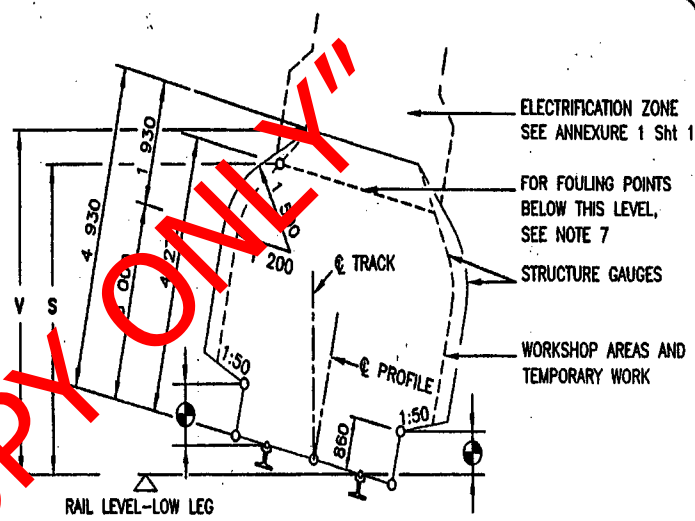 ELECTRIFICATION ZONE
SEE ANNEXURE 1 Sht 1
FOR FOULING POINTS
BELOW THIS LEVEL,
SEE NOTE 7
STRUCTURE GAUGES
WORKSHOP AREAS AND
TEMPORARY WORK
4 930
1 930
200
℄ TRACK
℄ PROFILE
V
S
1:50
1:50
860
RAIL LEVEL-LOW LEG
PY ONLY"